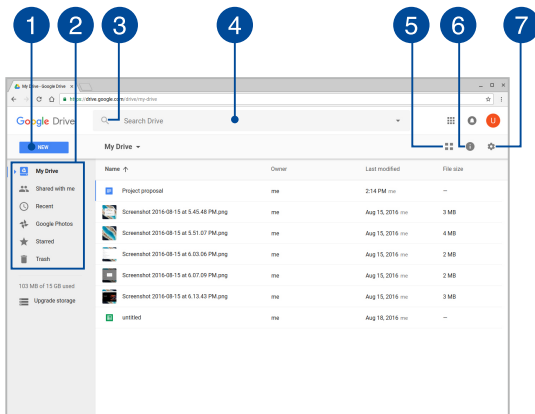 1 2 3 4 5 6 7
My Drive - Google Drive
https://drive.google.com/drive/my-drive
Google Drive
Search Drive
U
NEW
My Drive
My Drive
Shared with me
Recent
Google Photos
Starred
Trash
103 MB of 15 GB used
Upgrade storage
Name Owner Last modified File size
Project proposal me 2:14 PM me –
Screenshot 2016-08-15 at 5.45.48 PM.png me Aug 15, 2016 me 3 MB
Screenshot 2016-08-15 at 5.51.07 PM.png me Aug 15, 2016 me 4 MB
Screenshot 2016-08-15 at 6.03.06 PM.png me Aug 15, 2016 me 2 MB
Screenshot 2016-08-15 at 6.07.09 PM.png me Aug 15, 2016 me 2 MB
Screenshot 2016-08-15 at 6.13.43 PM.png me Aug 15, 2016 me 3 MB
untitled me Aug 18, 2016 me –